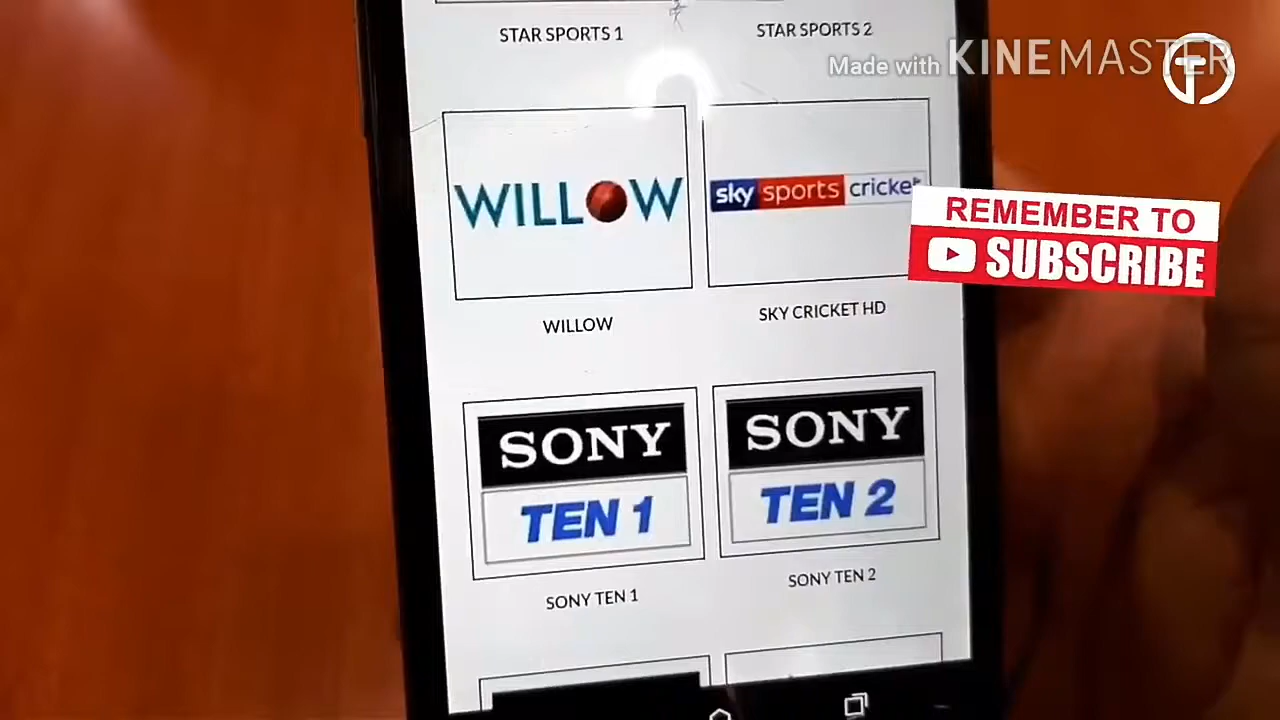 STAR SPORTS 1
STAR SPORTS 2
Made with KINEMASTER
WILLOW
sky sports cricket
REMEMBER TO
SUBSCRIBE
WILLOW
SKY CRICKET HD
SONY
TEN 1
SONY
TEN 2
SONY TEN 1
SONY TEN 2